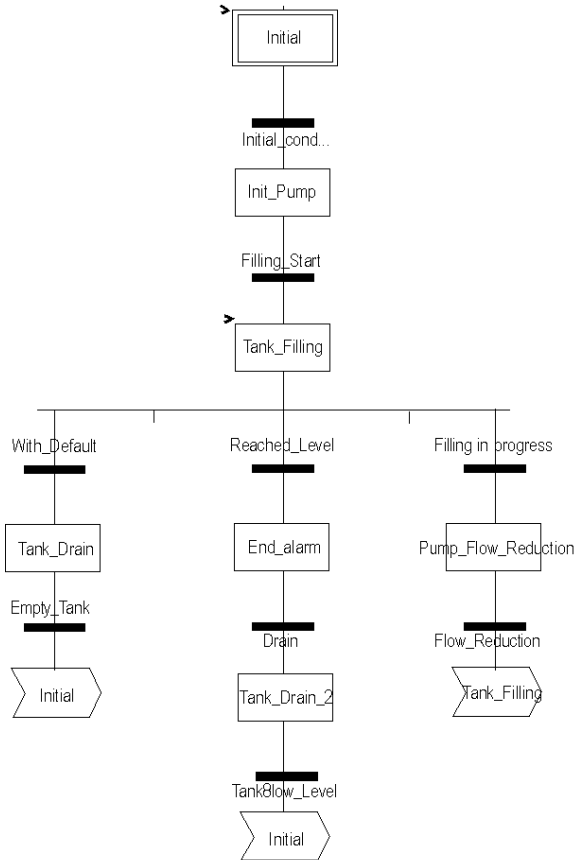 Initial
Initial_cond...
Init_Pump
Filling_Start
Tank_Filling
With_Default
Reached_Level
Filling in progress
Tank_Drain
End_alarm
Pump_Flow_Reduction
Empty_Tank
Drain
Flow_Reduction
Initial
Tank_Drain_2
Tank_Filling
Initial